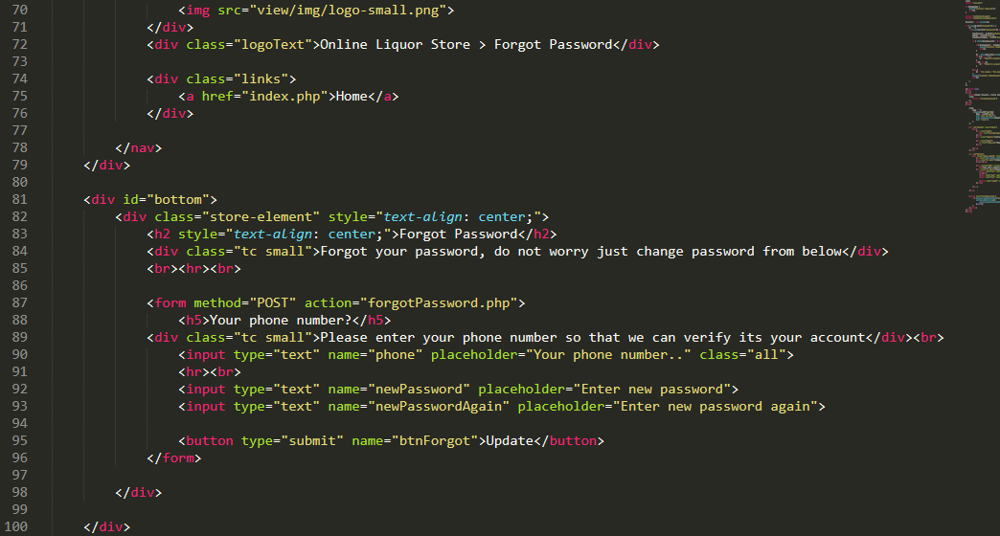 70                     <img src="view/img/logo-small.png">
71                 </div>
72                 <div class="logoText">Online Liquor Store > Forgot Password</div>
73
74                 <div class="links">
75                     <a href="index.php">Home</a>
76                 </div>
77
78             </nav>
79         </div>
80
81         <div id="bottom">
82             <div class="store-element" style="text-align: center;">
83                 <h2 style="text-align: center;">Forgot Password</h2>
84                 <div class="tc small">Forgot your password, do not worry just change password from below</div>
85                 <br><hr><br>
86
87                 <form method="POST" action="forgotPassword.php">
88                     <h5>Your phone number?</h5>
89                 <div class="tc small">Please enter your phone number so that we can verify its your account</div><br>
90                     <input type="text" name="phone" placeholder="Your phone number.." class="all">
91                     <hr><br>
92                     <input type="text" name="newPassword" placeholder="Enter new password">
93                     <input type="text" name="newPasswordAgain" placeholder="Enter new password again">
94
95                     <button type="submit" name="btnForgot">Update</button>
96                 </form>
97
98             </div>
99
100         </div>